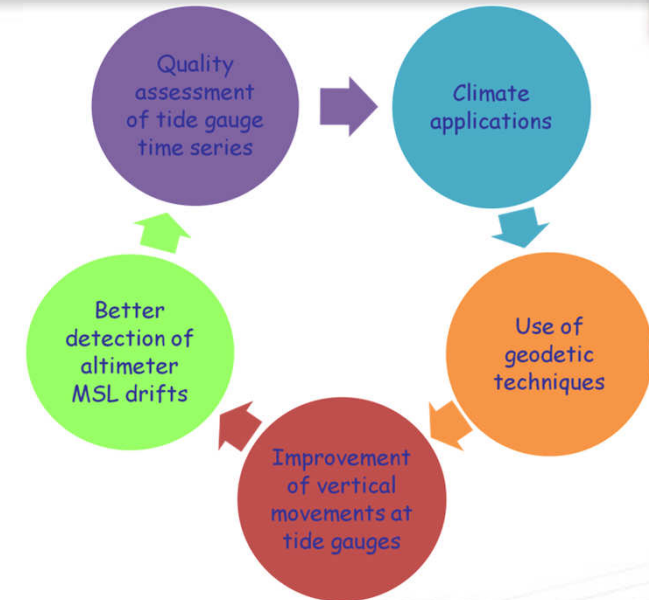 Quality
assessment
of tide gauge
time series
Climate
applications
Use of
geodetic
techniques
Improvement
of vertical
movements at
tide gauges
Better
detection of
altimeter
MSL drifts